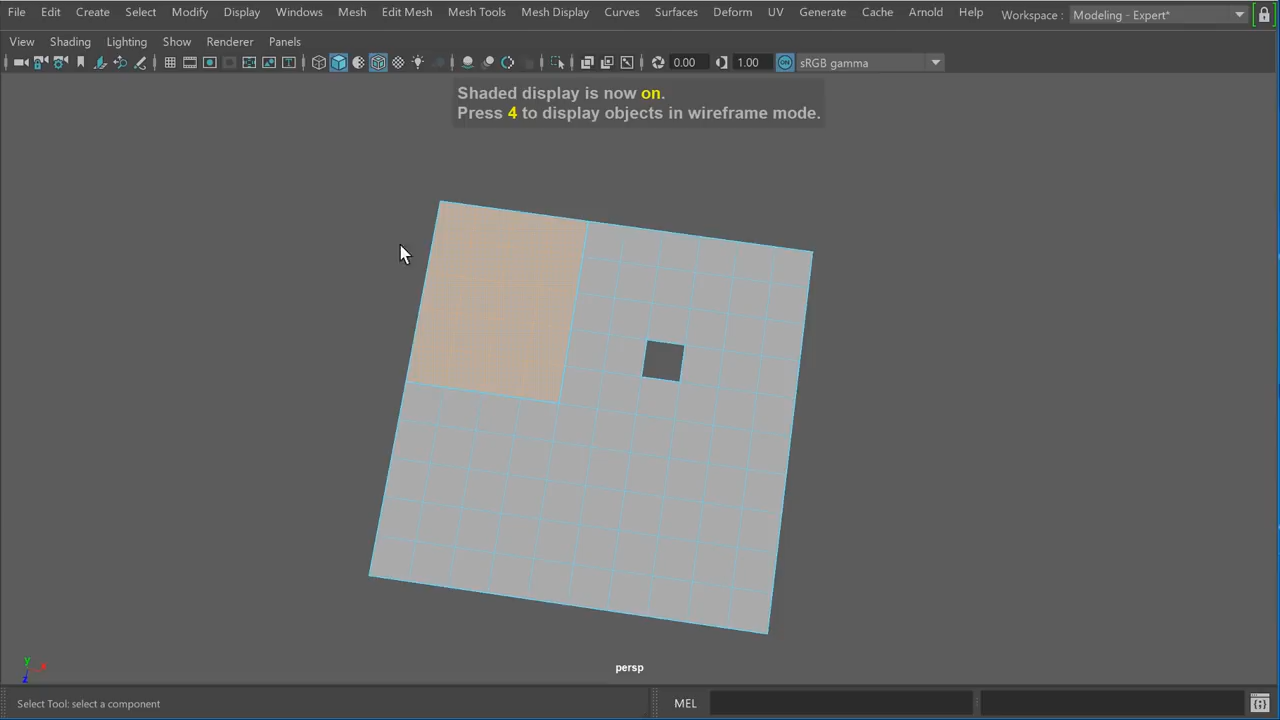 File Edit Create Select Modify Display Windows Mesh Edit Mesh Mesh Tools Mesh Display Curves Surfaces Deform UV Generate Cache Arnold Help Workspace : Modeling - Expert*
View Shading Lighting Show Renderer Panels
0.00 1.00 ON sRGB gamma
Shaded display is now on.
Press 4 to display objects in wireframe mode.
y
x
z
persp
Select Tool: select a component MEL